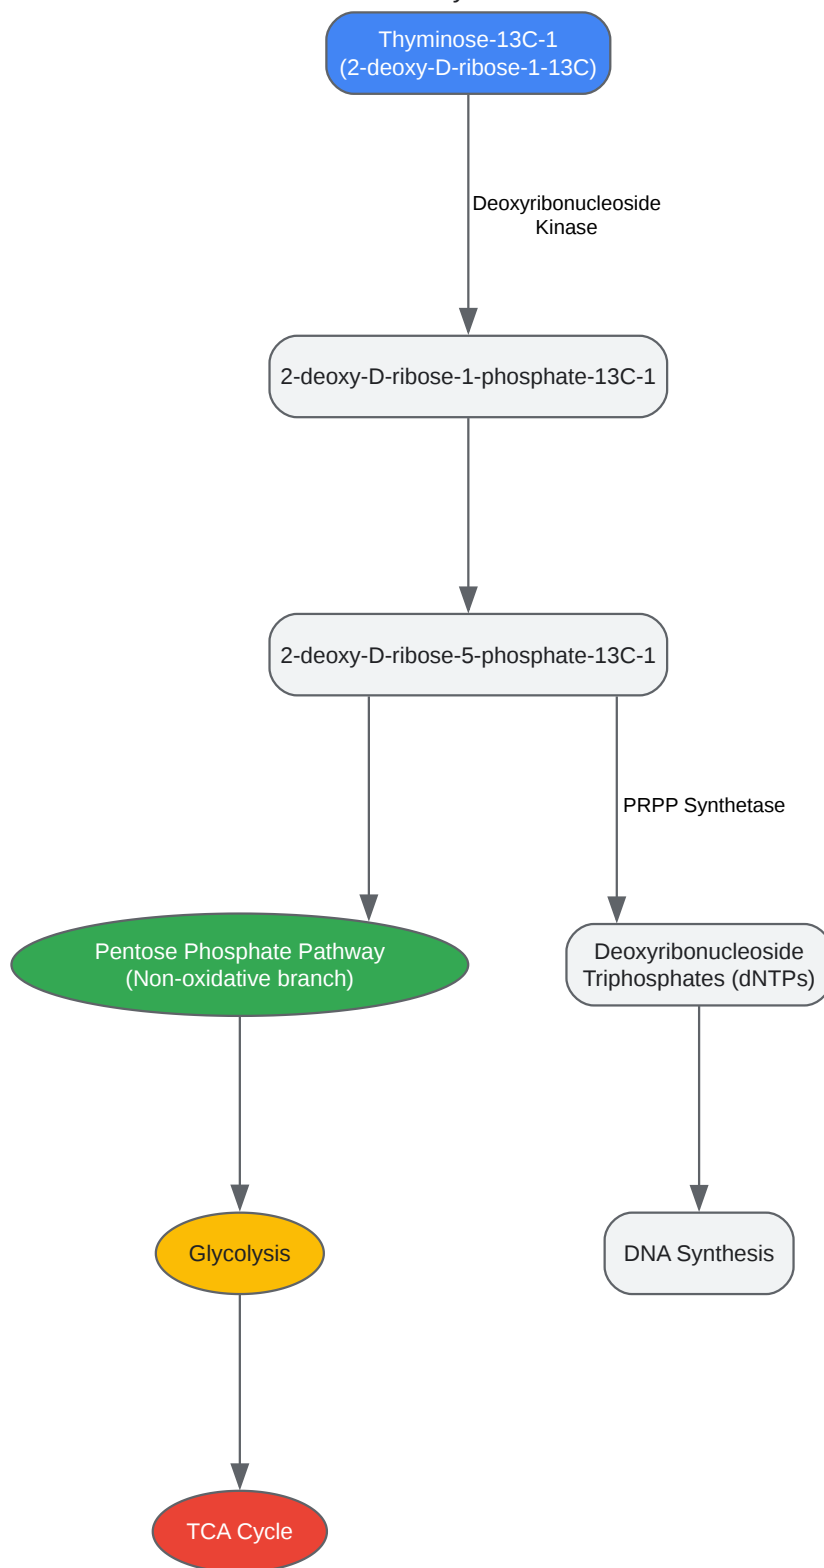 Thyminose-13C-1
(2-deoxy-D-ribose-1-13C)
Deoxyribonucleoside
Kinase
2-deoxy-D-ribose-1-phosphate-13C-1
2-deoxy-D-ribose-5-phosphate-13C-1
PRPP Synthetase
Pentose Phosphate Pathway
(Non-oxidative branch)
Deoxyribonucleoside
Triphosphates (dNTPs)
Glycolysis
DNA Synthesis
TCA Cycle